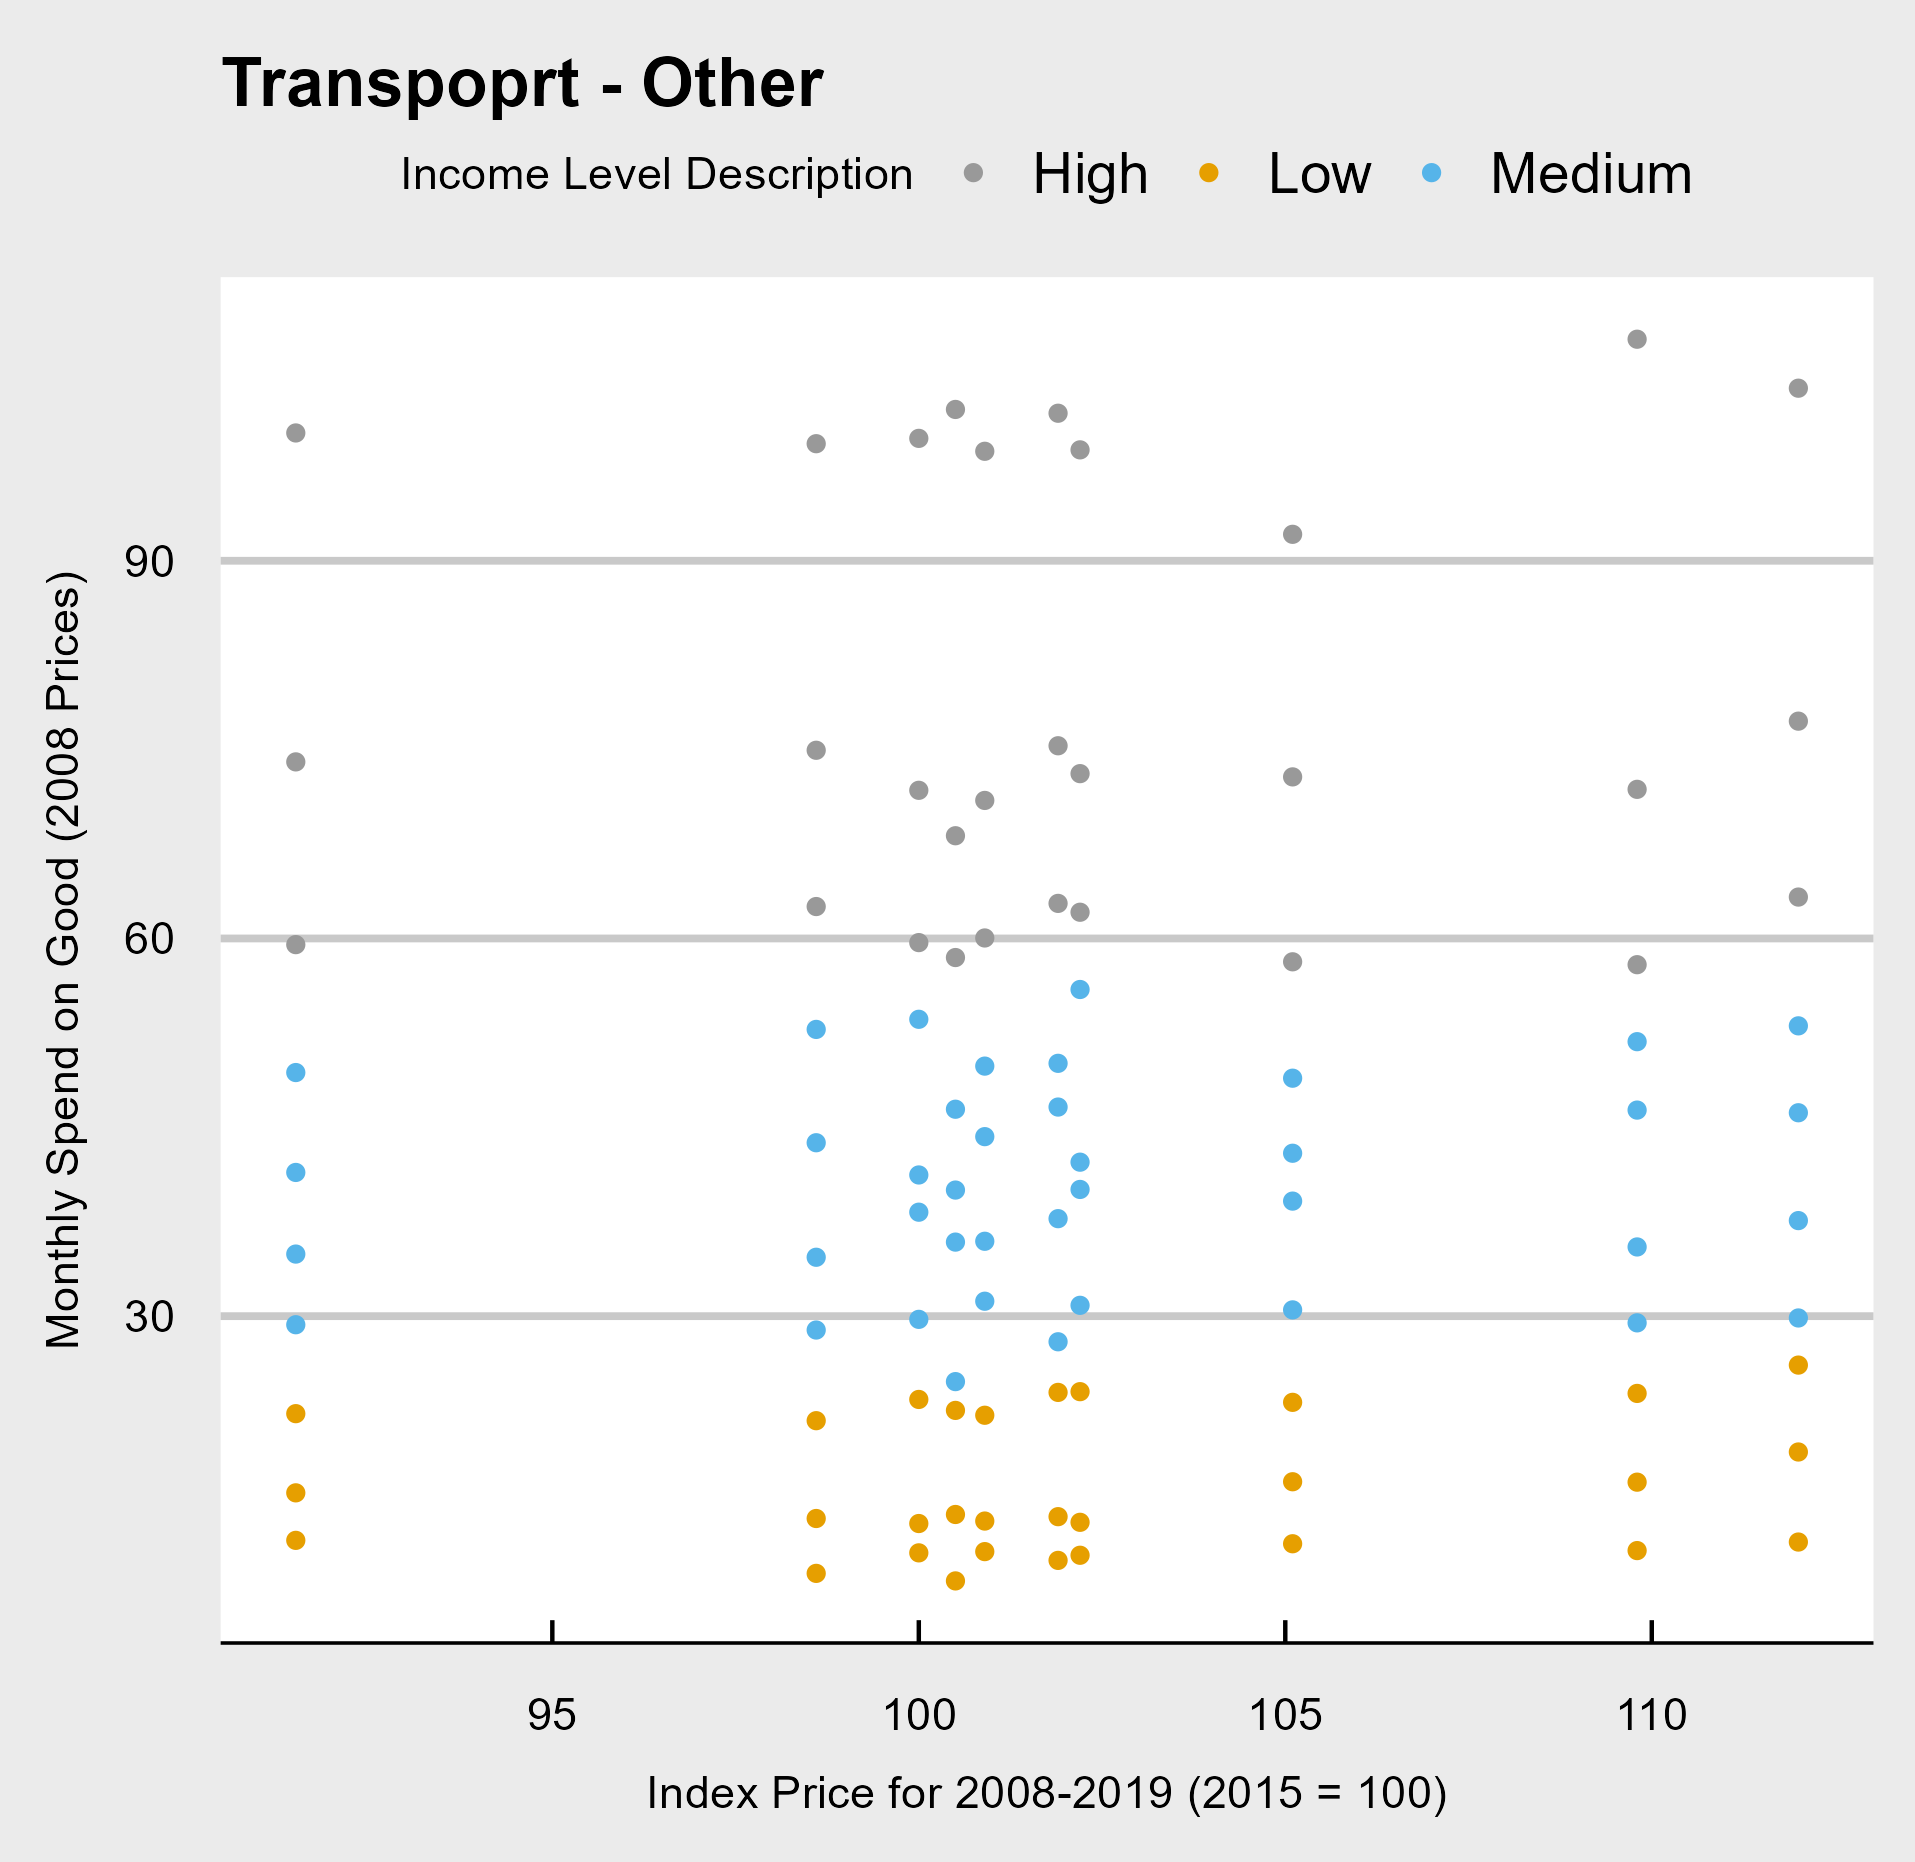 Transpoprt - Other
Income Level Description High Low Medium
90
60
30
Monthly Spend on Good (2008 Prices)
95 100 105 110
Index Price for 2008-2019 (2015 = 100)